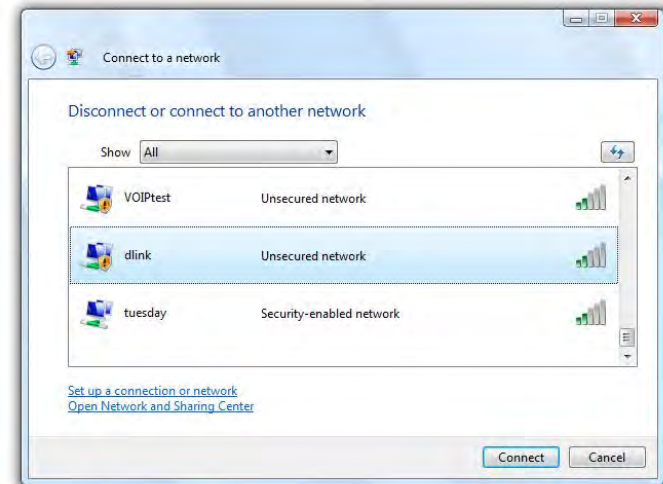 Connect to a network
Disconnect or connect to another network
Show All
VOIPtest Unsecured network
dlink Unsecured network
tuesday Security-enabled network
Set up a connection or network
Open Network and Sharing Center
Connect Cancel